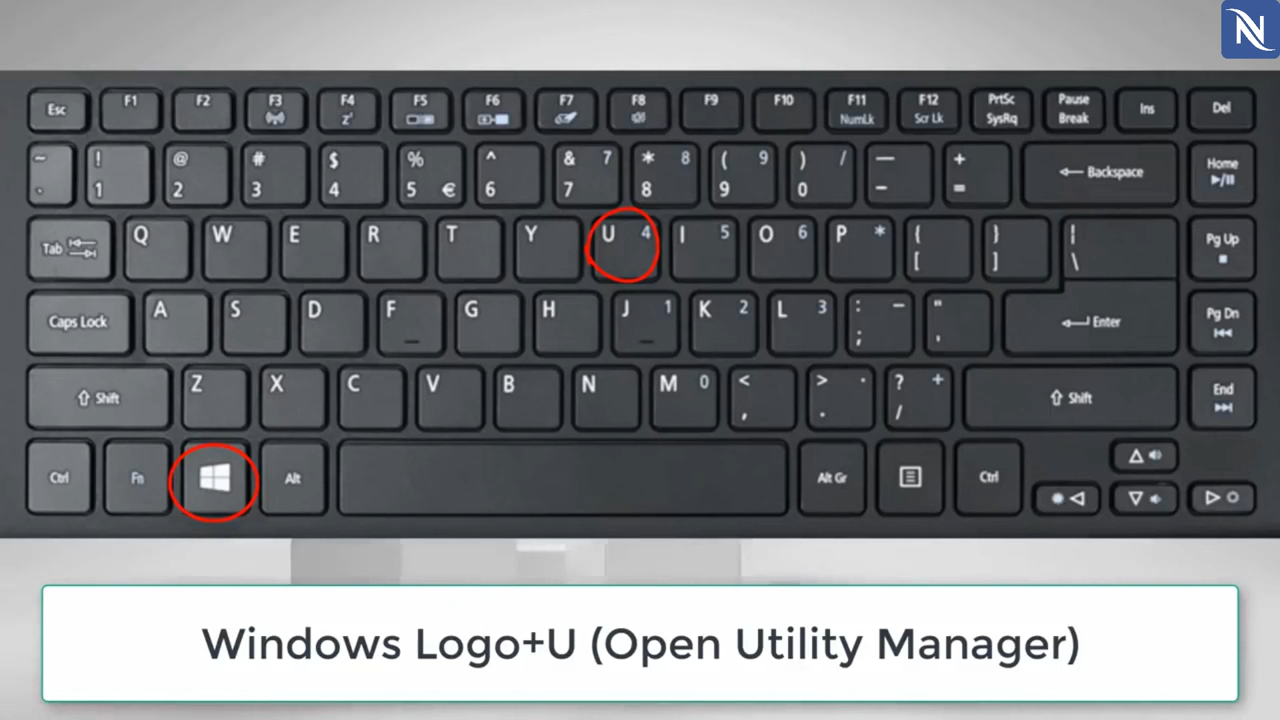 N
Esc F1 F2 F3 F4 F5 F6 F7 F8 F9 F10 F11 F12 PrtSc Pause Ins Del
zᶻ NumLk Scr Lk SysRq Break
~ ! @ # $ % ^ & 7 * 8 ( 9 ) / — + ← Backspace Home
` 1 2 3 4 5 € 6 7 8 9 0 - = ▶/II
Tab Q W E R T Y U 4 I 5 O 6 P * { } | Pg Up
[ ] \ ■
Caps Lock A S D F G H J 1 K 2 L 3 : - " Enter Pg Dn
; '
⇧ Shift Z X C V B N M 0 < > . ? + ⇧ Shift End
, . /
Ctrl Fn Alt Alt Gr Ctrl
Windows Logo+U (Open Utility Manager)